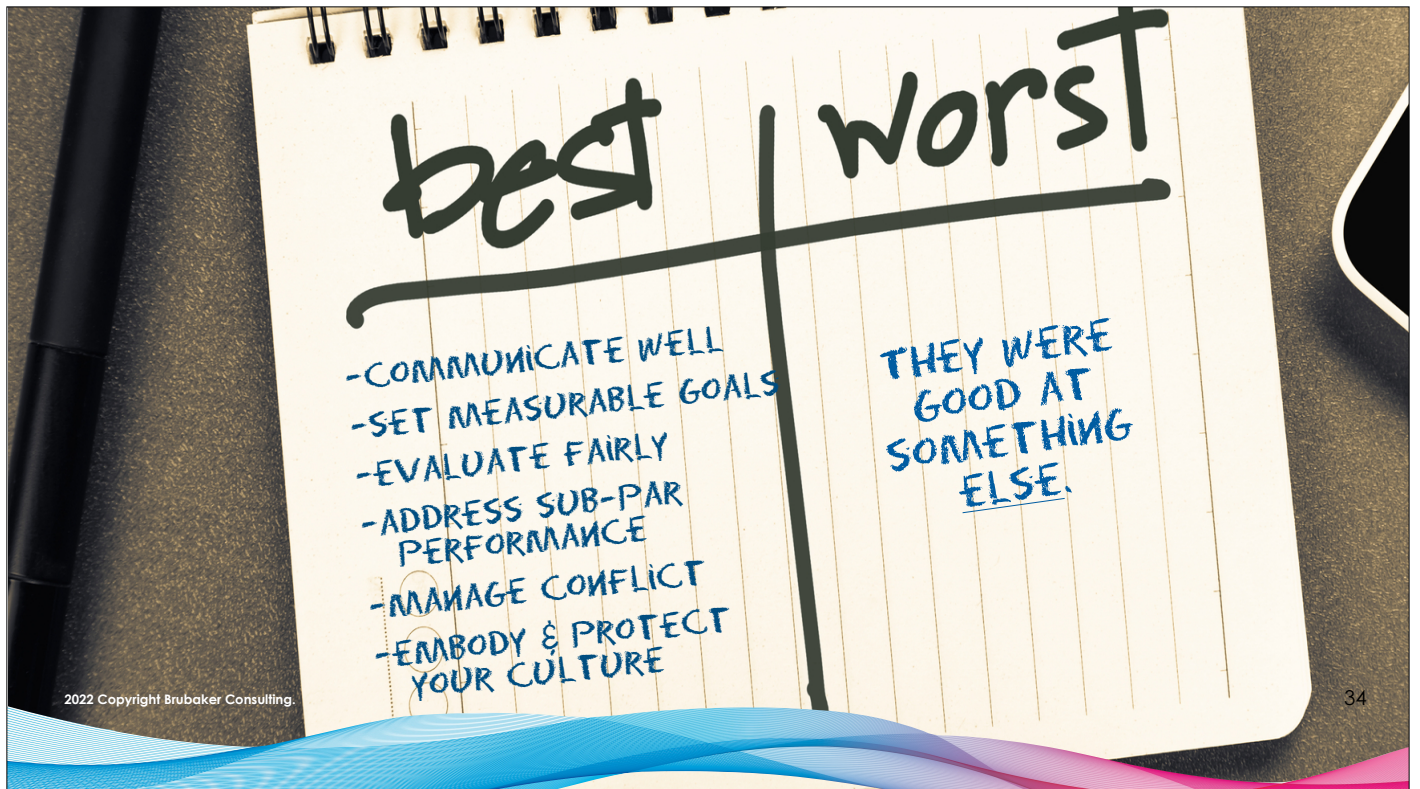 best
worst
-COMMUNiCATE WELL
-SET MEASURABLE GOALS
-EVALUATE FAiRLY
-ADDRESS SUB-PAR
PERFORMANCE
-MANAGE CONFLiCT
-EMBODY & PROTECT
YOUR CULTURE
THEY WERE
GOOD AT
SOMETHiNG
ELSE.
2022 Copyright Brubaker Consulting.
34